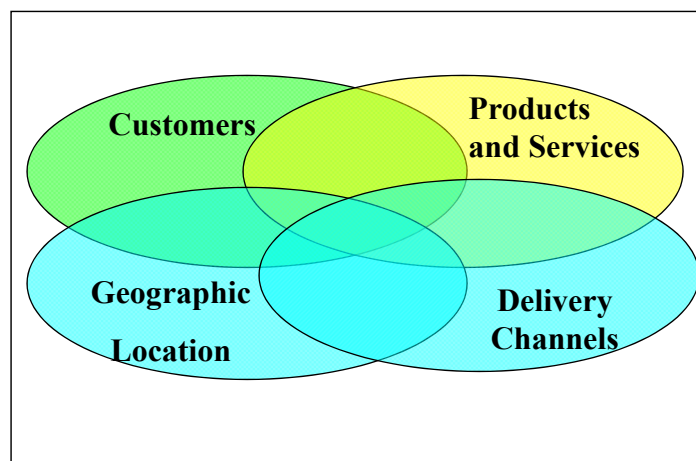 Customers
Products
and Services
Geographic
Location
Delivery
Channels